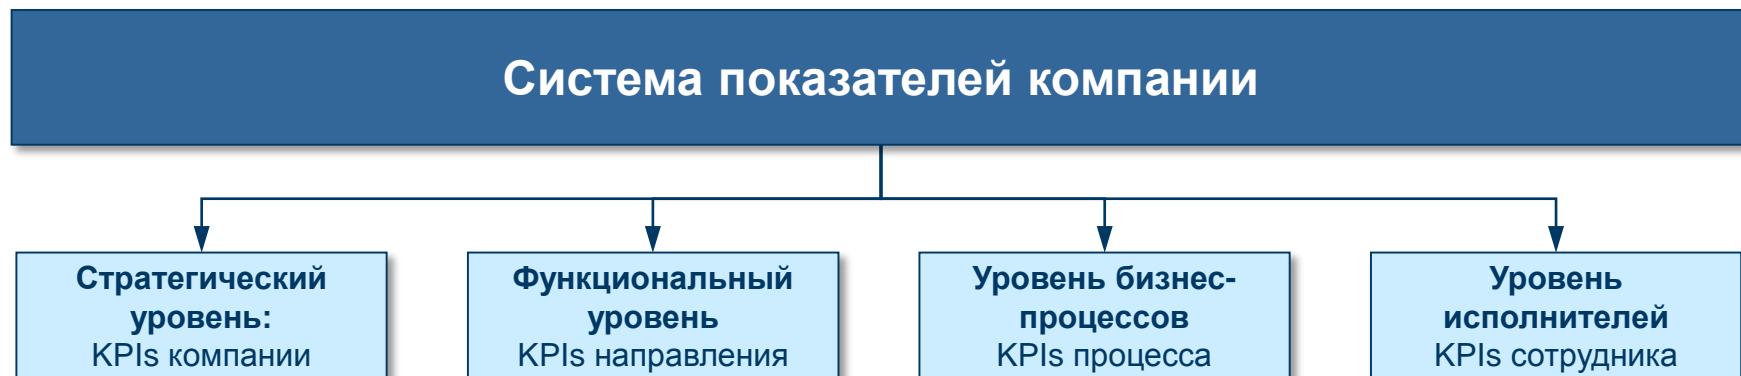 Система показателей компании
Стратегический
уровень:
KPIs компании
Функциональный
уровень
KPIs направления
Уровень бизнес-
процессов
KPIs процесса
Уровень
исполнителей
KPIs сотрудника